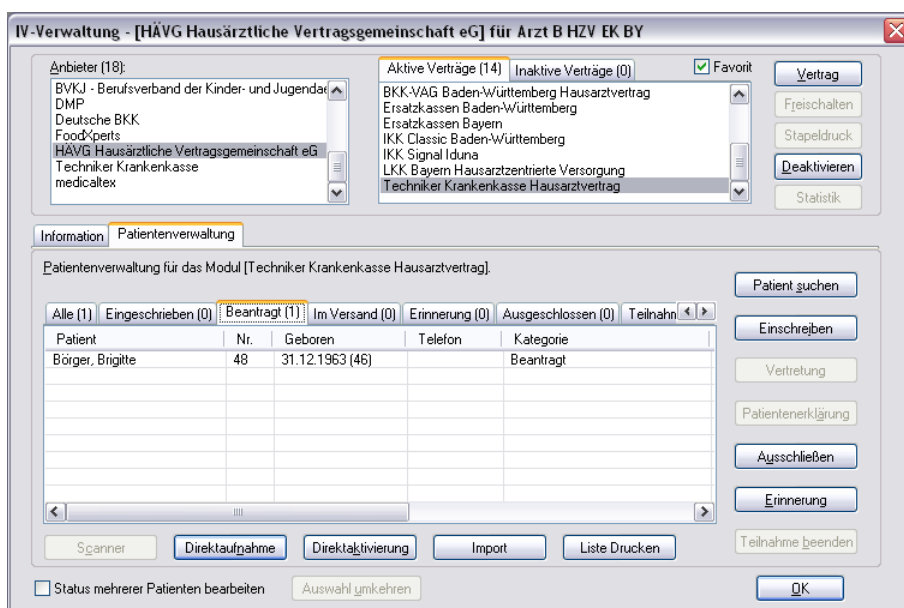 IV-Verwaltung - [HÄVG Hausärztliche Vertragsgemeinschaft eG] für Arzt B HZV EK BY
Anbieter (18):
BVKJ - Berufsverband der Kinder- und Jugendae
DMP
Deutsche BKK
FoodXperts
HÄVG Hausärztliche Vertragsgemeinschaft eG
Techniker Krankenkasse
medicaltex
Aktive Verträge (14) Inaktive Verträge (0) Favorit
BKK-VAG Baden-Württemberg Hausarztvertrag
Ersatzkassen Baden-Württemberg
Ersatzkassen Bayern
IKK Classic Baden-Württemberg
IKK Signal Iduna
LKK Bayern Hausarztzentrierte Versorgung
Techniker Krankenkasse Hausarztvertrag
Vertrag
Freischalten
Stapeldruck
Deaktivieren
Statistik
Information Patientenverwaltung
Patientenverwaltung für das Modul [Techniker Krankenkasse Hausarztvertrag].
Alle (1) Eingeschrieben (0) Beantragt (1) Im Versand (0) Erinnerung (0) Ausgeschlossen (0) Teilnahn
Patient Nr. Geboren Telefon Kategorie
Börger, Brigitte 48 31.12.1963 (46) Beantragt
Patient suchen
Einschreiben
Vertretung
Patientenerklärung
Ausschließen
Erinnerung
Teilnahme beenden
Scanner Direktaufnahme Direktaktivierung Import Liste Drucken
Status mehrerer Patienten bearbeiten Auswahl umkehren OK